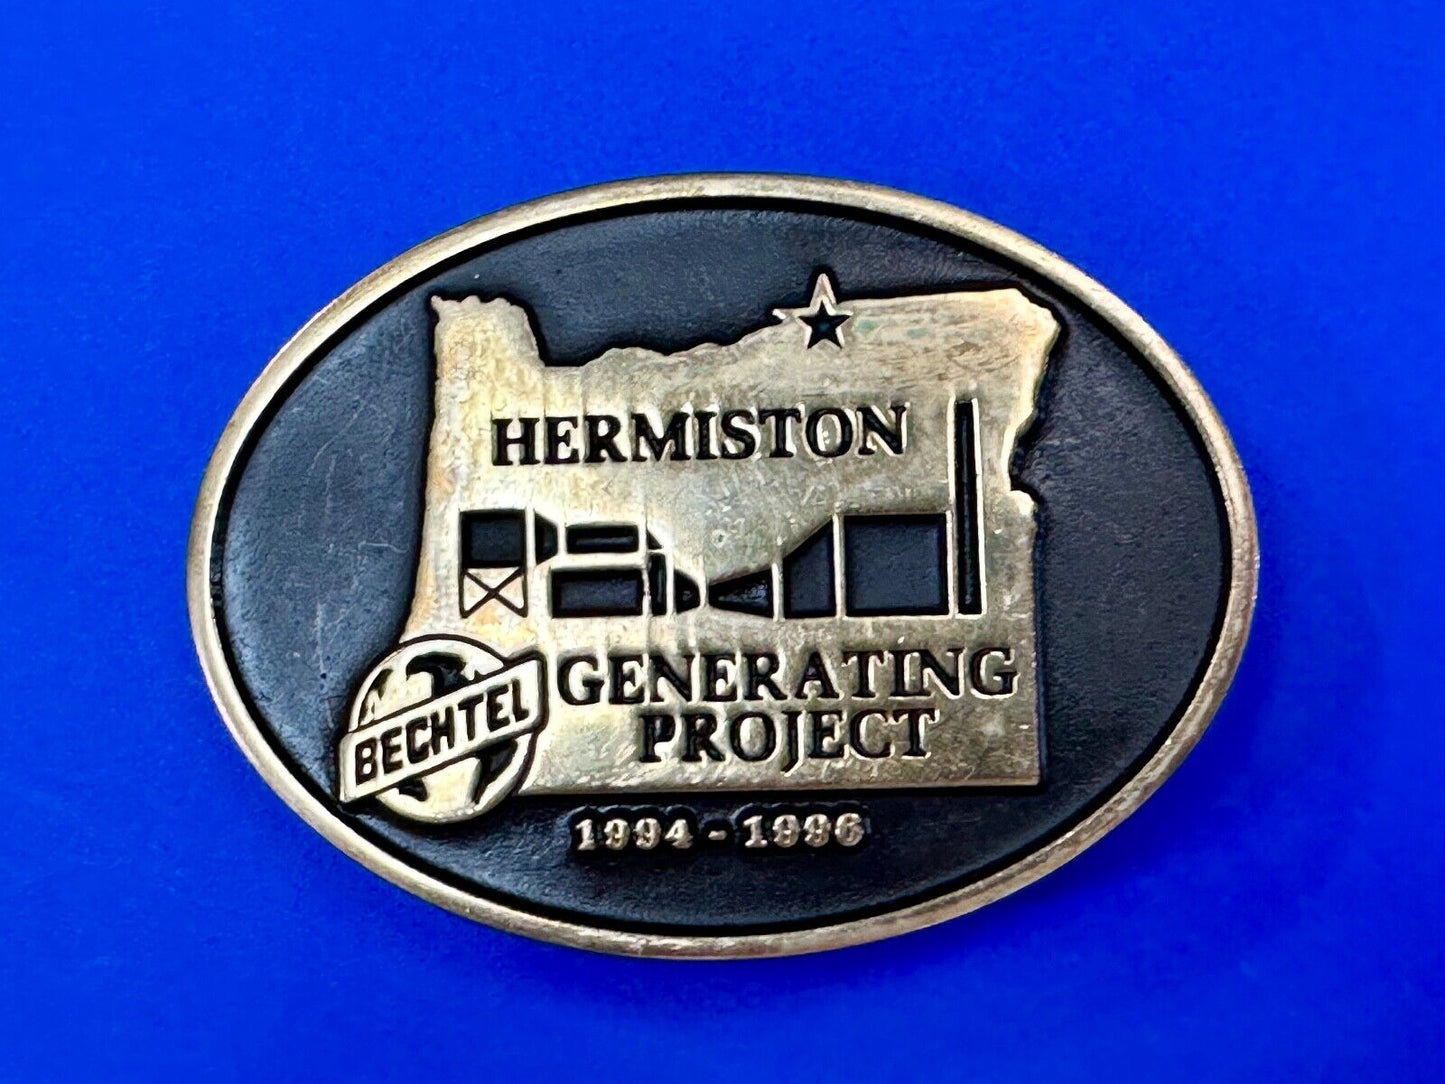 HERMISTON
GENERATING
PROJECT
BECHTEL
1994 - 1996